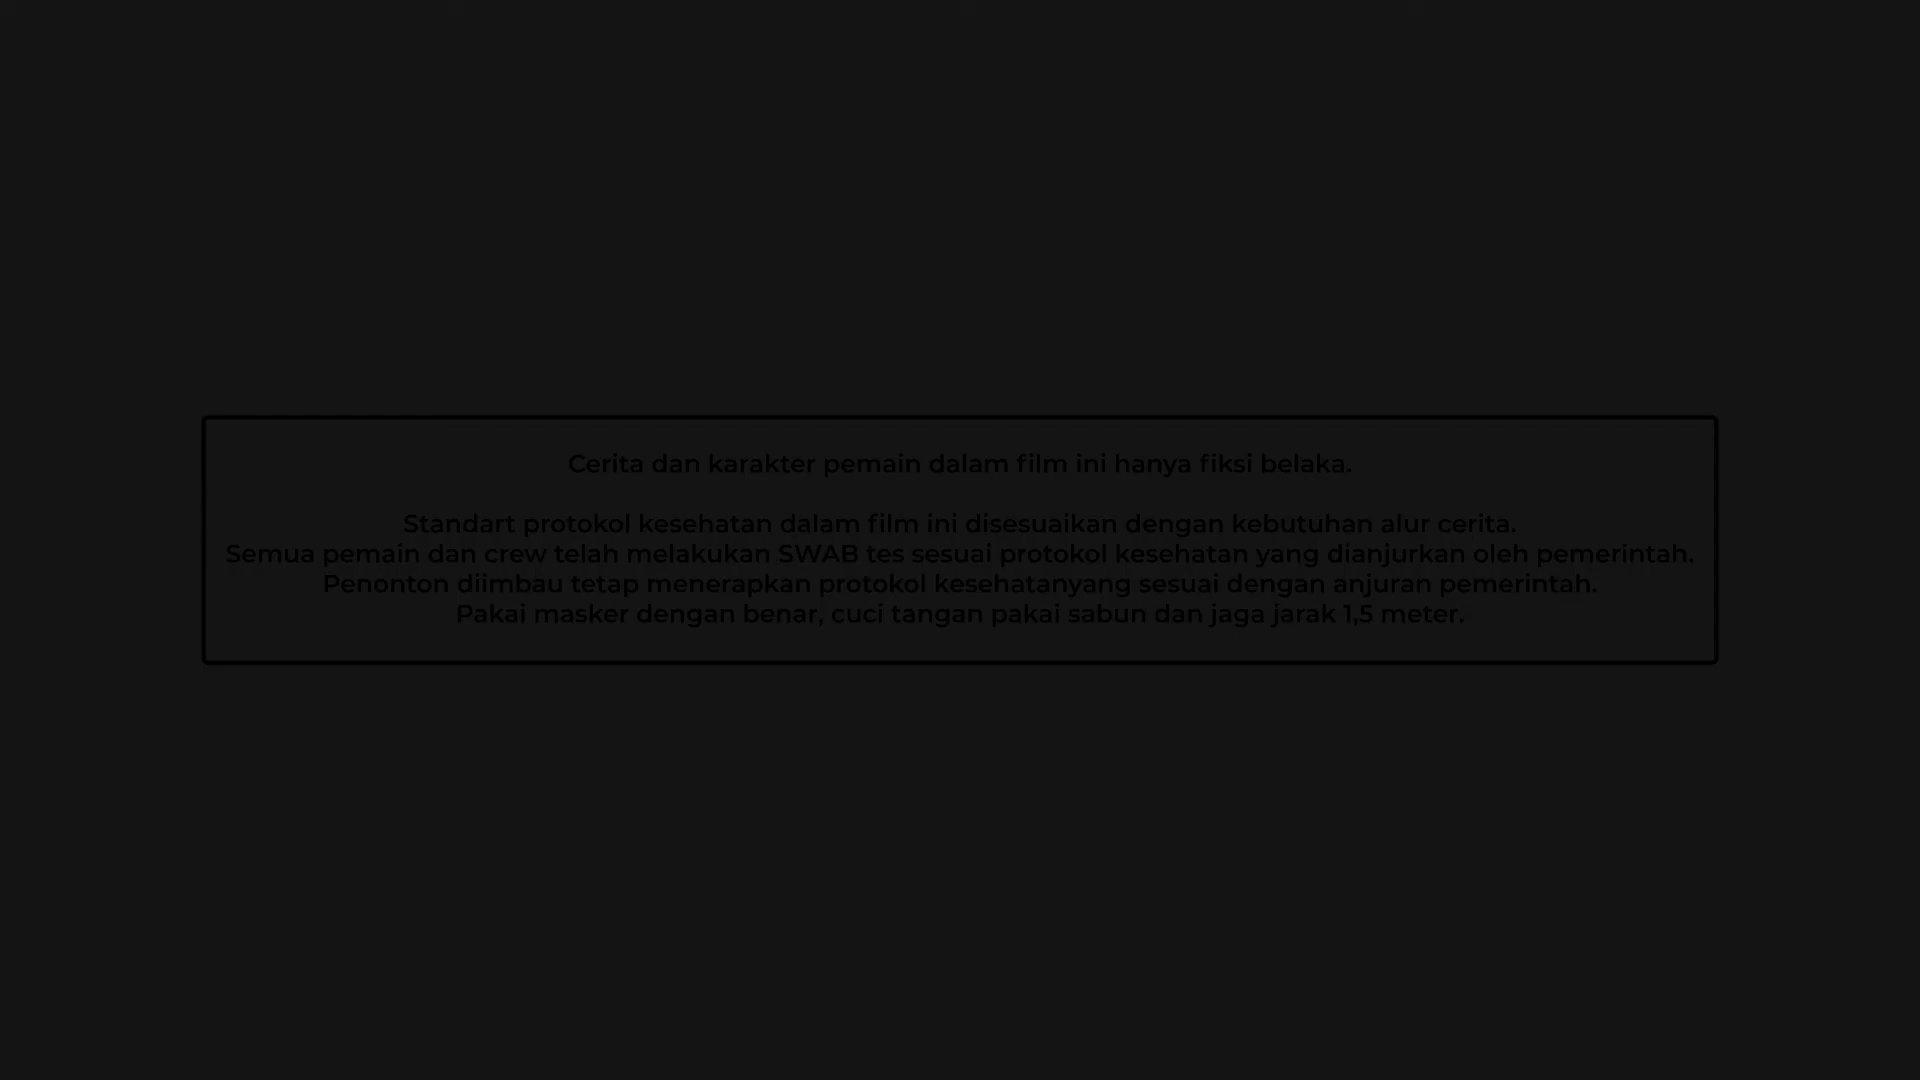 Cerita dan karakter pemain dalam film ini hanya fiksi belaka.
Standart protokol kesehatan dalam film ini disesuaikan dengan kebutuhan alur cerita.
Semua pemain dan crew telah melakukan SWAB tes sesuai protokol kesehatan yang dianjurkan oleh pemerintah.
Penonton diimbau tetap menerapkan protokol kesehatanyang sesuai dengan anjuran pemerintah.
Pakai masker dengan benar, cuci tangan pakai sabun dan jaga jarak 1,5 meter.